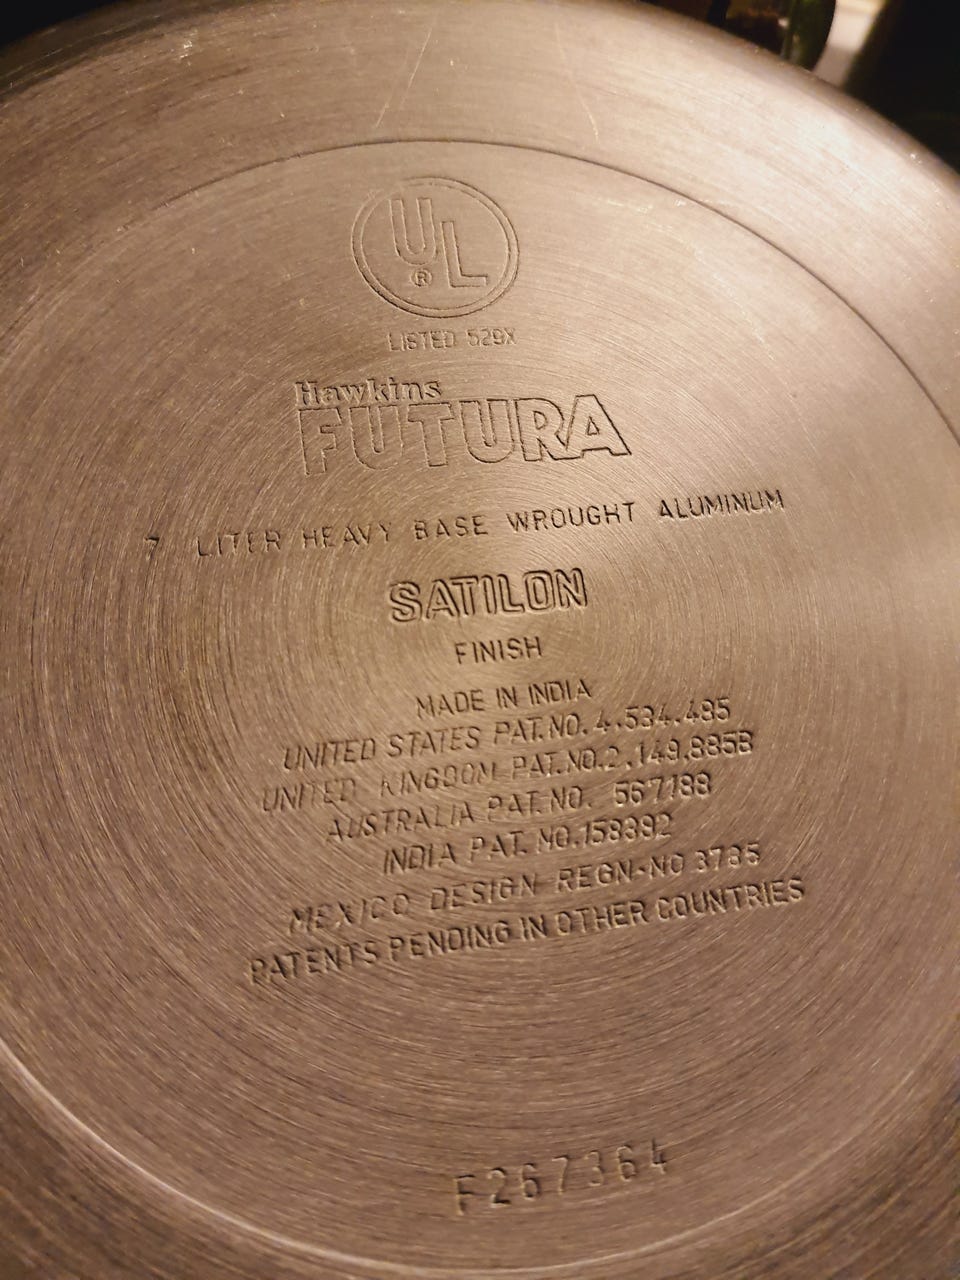 UL
®
LISTED 529X
Hawkins
FUTURA
7 LITER HEAVY BASE WROUGHT ALUMINUM
SATILON
FINISH
MADE IN INDIA
UNITED STATES PAT.NO. 4.534.485
UNITED KINGDOM PAT.NO.2.149.885B
AUSTRALIA PAT.NO. 567188
INDIA PAT. NO.158392
MEXICO DESIGN REGN-NO 3785
PATENTS PENDING IN OTHER COUNTRIES
F267364